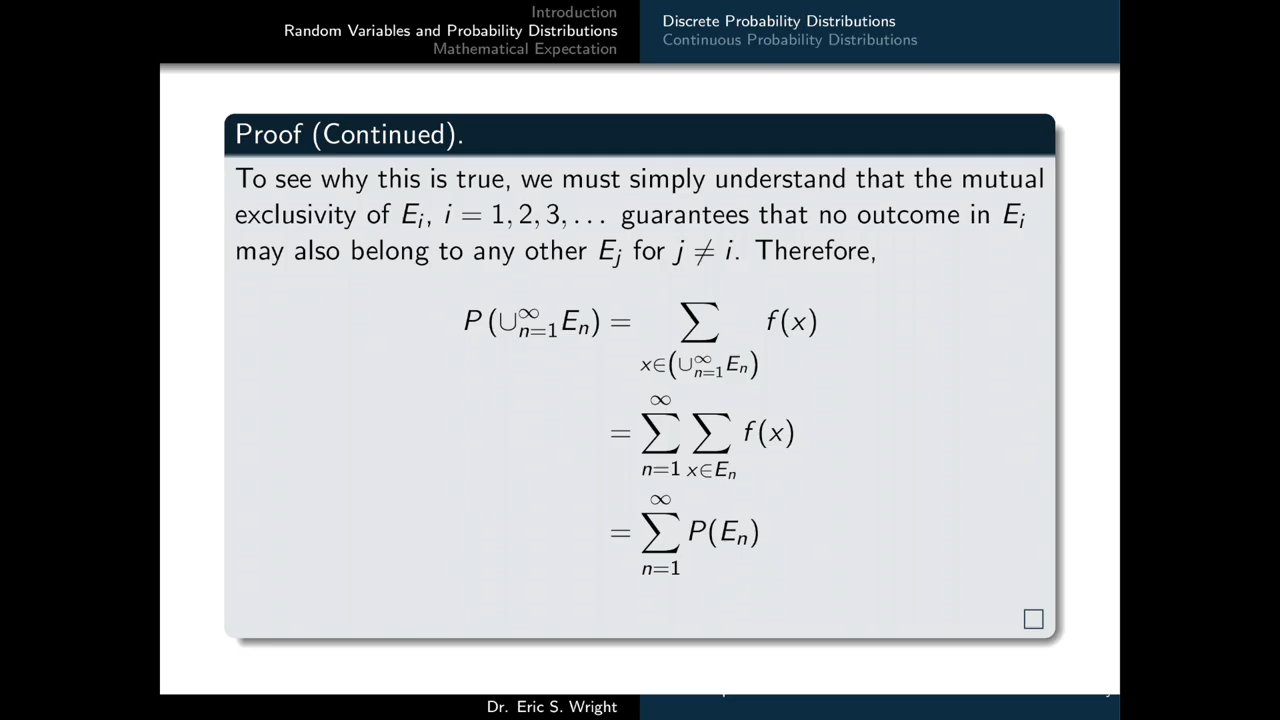 Introduction
Random Variables and Probability Distributions
Mathematical Expectation
Discrete Probability Distributions
Continuous Probability Distributions
Proof (Continued).
To see why this is true, we must simply understand that the mutual
exclusivity of E_i, i = 1, 2, 3, . . . guarantees that no outcome in E_i
may also belong to any other E_j for j ≠ i. Therefore,
P (∪_{n=1}^∞ E_n) = ∑_{x∈(∪_{n=1}^∞ E_n)} f(x)
= ∑_{n=1}^∞ ∑_{x∈E_n} f(x)
= ∑_{n=1}^∞ P(E_n)
□
Dr. Eric S. Wright